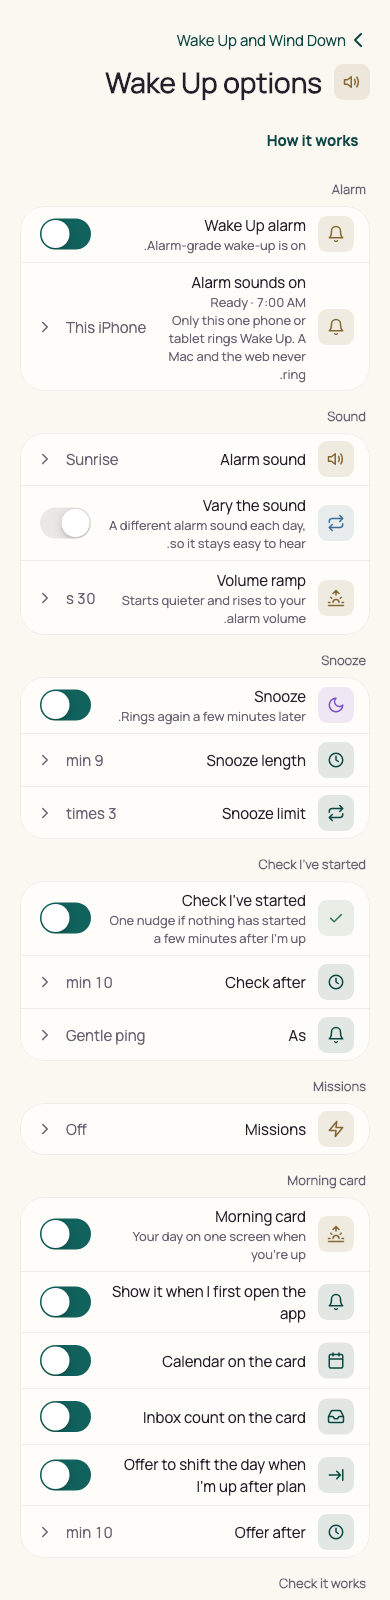 Wake Up and Wind Down
Wake Up options
How it works
Alarm
Wake Up alarm
.Alarm-grade wake-up is on
Alarm sounds on
Ready · 7:00 AM
Only this one phone or
tablet rings Wake Up. A
Mac and the web never
.ring
This iPhone
Sound
Alarm sound
Sunrise
Vary the sound
A different alarm sound each day,
.so it stays easy to hear
Volume ramp
Starts quieter and rises to your
.alarm volume
s 30
Snooze
Snooze
.Rings again a few minutes later
Snooze length
min 9
Snooze limit
times 3
Check I've started
Check I've started
One nudge if nothing has started
a few minutes after I'm up
Check after
min 10
As
Gentle ping
Missions
Missions
Off
Morning card
Morning card
Your day on one screen when
you're up
Show it when I first open the
app
Calendar on the card
Inbox count on the card
Offer to shift the day when
I'm up after plan
Offer after
min 10
Check it works